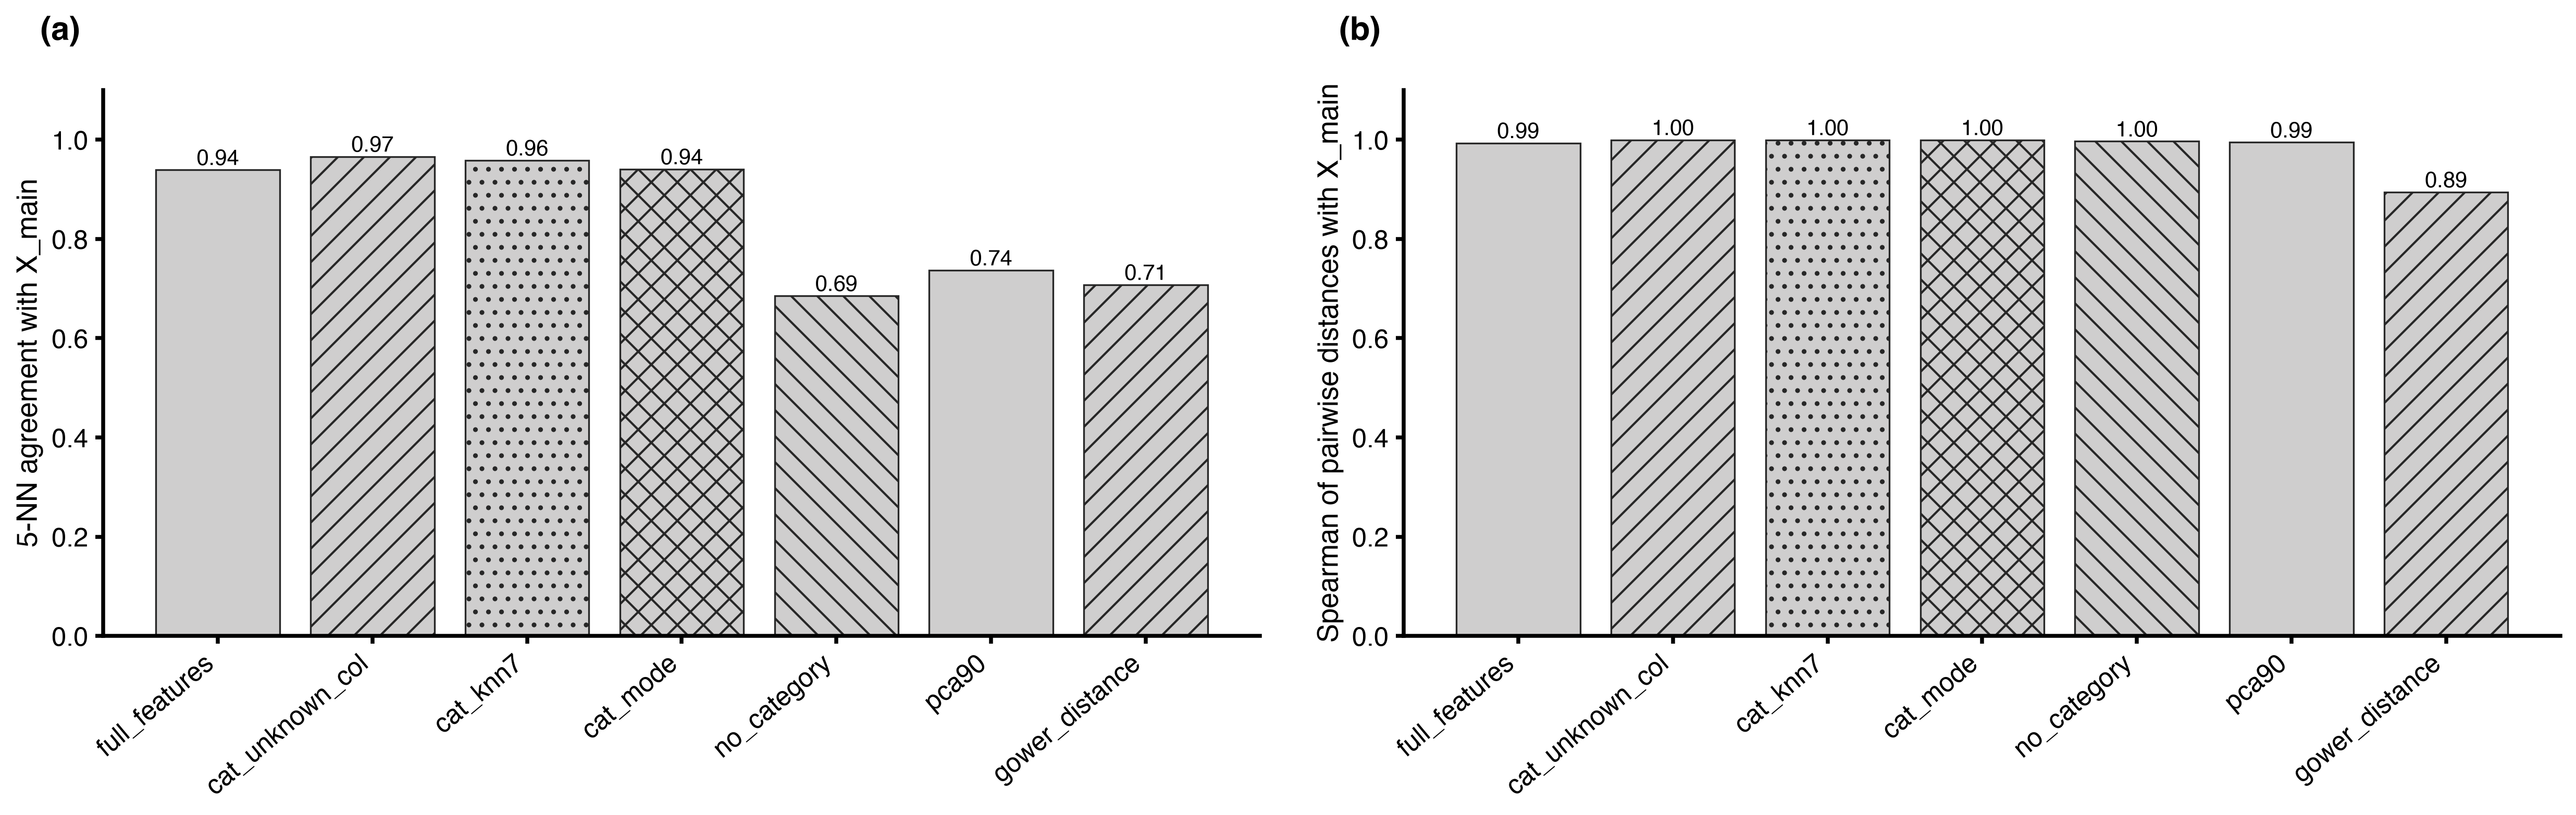 (a)
5-NN agreement with X_main
1.0
0.8
0.6
0.4
0.2
0.0
0.94
0.97
0.96
0.94
0.69
0.74
0.71
full_features
cat_unknown_col
cat_knn7
cat_mode
no_category
pca90
gower_distance
(b)
Spearman of pairwise distances with X_main
1.0
0.8
0.6
0.4
0.2
0.0
0.99
1.00
1.00
1.00
1.00
0.99
0.89
full_features
cat_unknown_col
cat_knn7
cat_mode
no_category
pca90
gower_distance